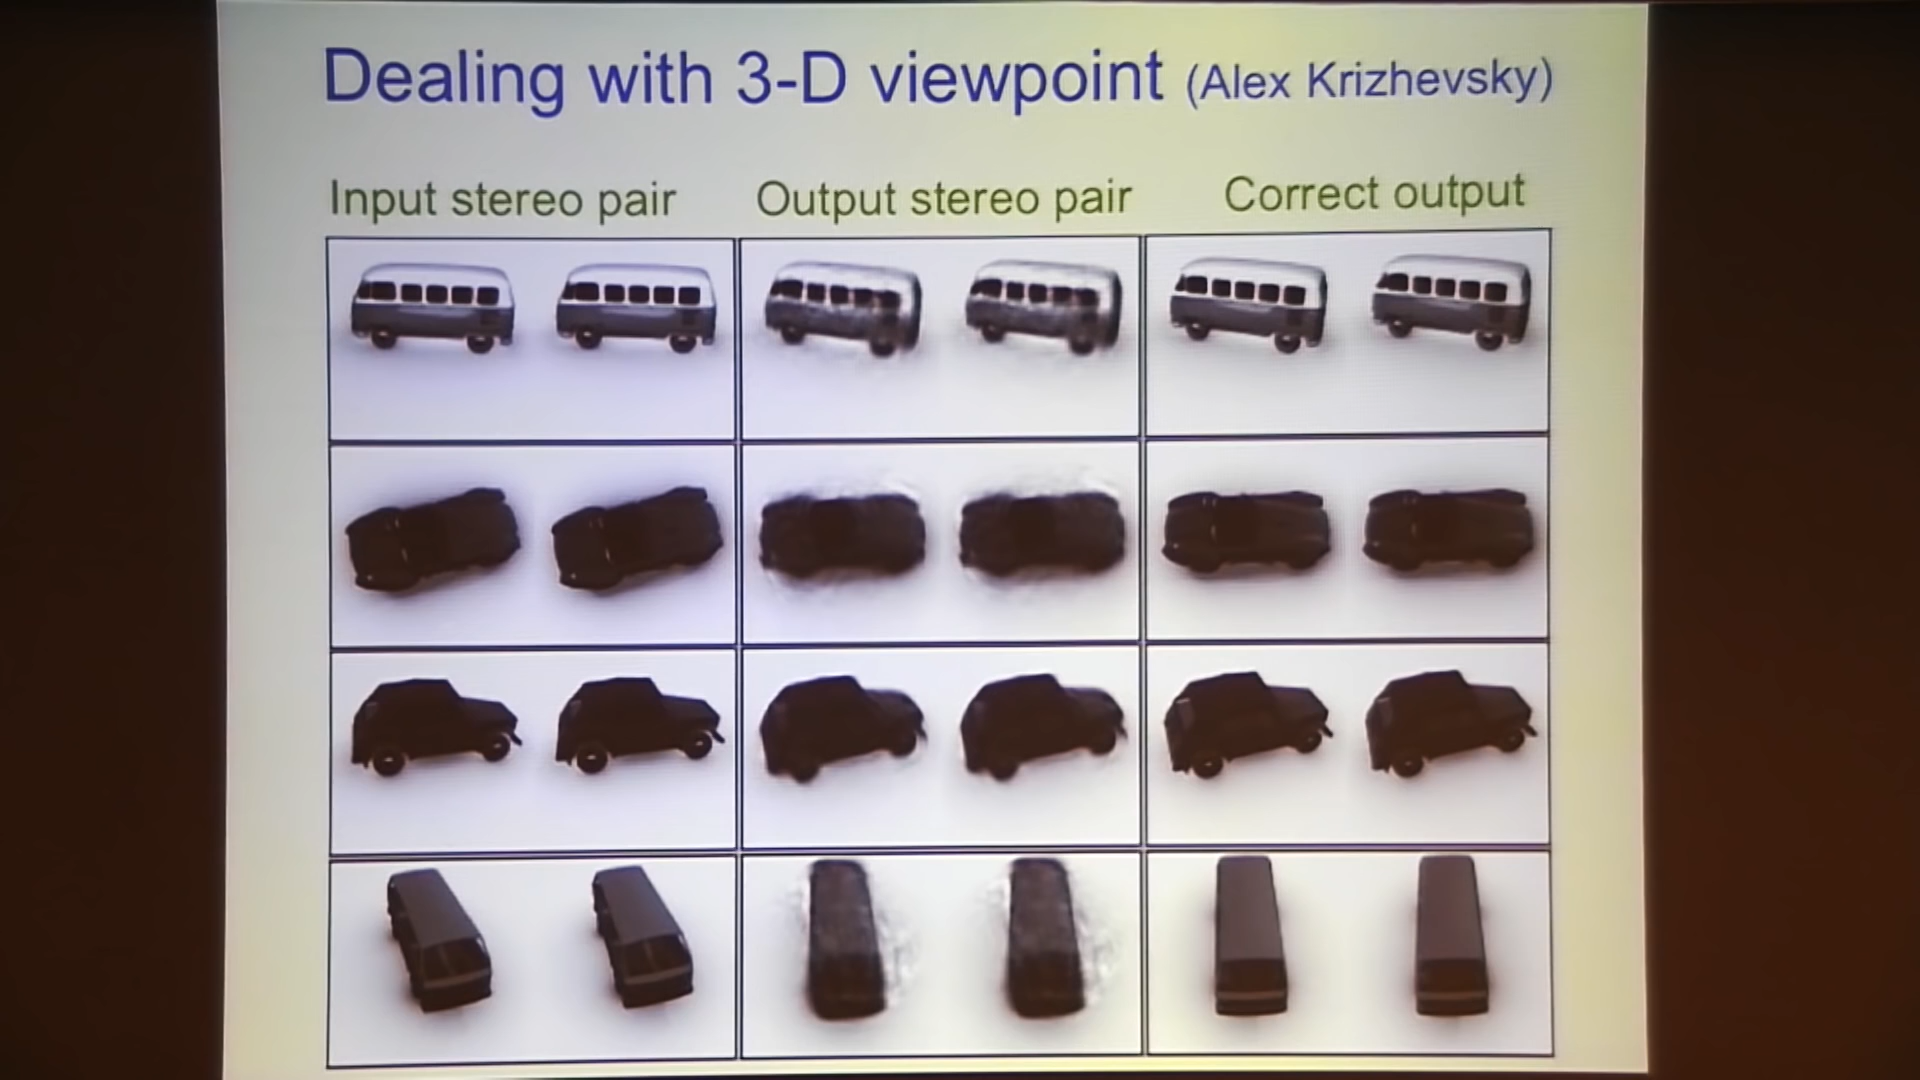 Dealing with 3-D viewpoint (Alex Krizhevsky)
Input stereo pair
Output stereo pair
Correct output